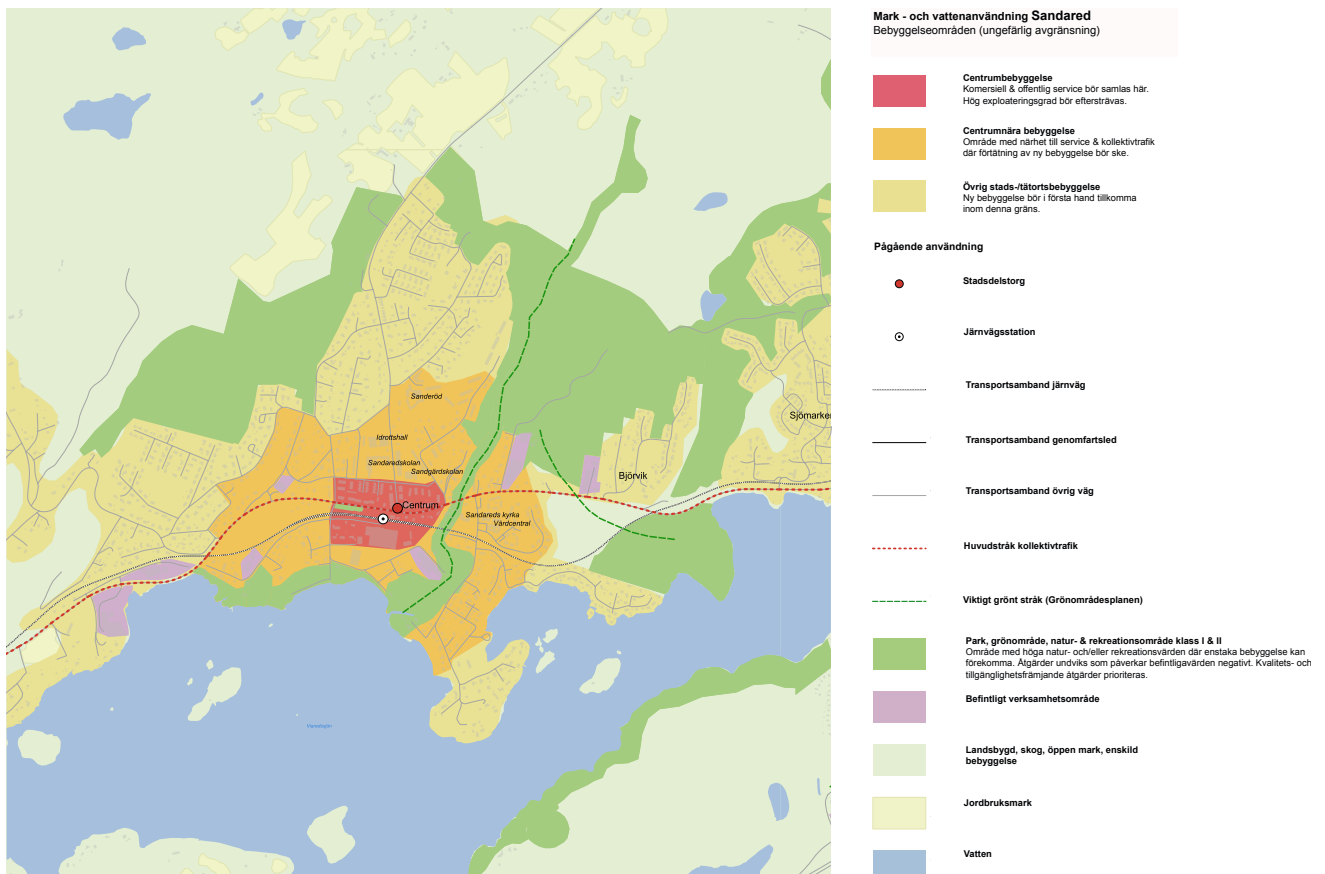 Mark - och vattenanvändning Sandared
Bebyggelseområden (ungefärlig avgränsning)
Centrumbebyggelse
Komersiell & offentlig service bör samlas här.
Hög exploateringsgrad bör eftersträvas.
Centrumnära bebyggelse
Område med närhet till service & kollektivtrafik
där förtätning av ny bebyggelse bör ske.
Övrig stads-/tätortsbebyggelse
Ny bebyggelse bör i första hand tillkomma
inom denna gräns.
Pågående användning
Stadsdelstorg
Järnvägsstation
Transportsamband järnväg
Transportsamband genomfartsled
Transportsamband övrig väg
Huvudstråk kollektivtrafik
Viktigt grönt stråk (Grönområdesplanen)
Park, grönområde, natur- & rekreationsområde klass I & II
Område med höga natur- och/eller rekreationsvärden där enstaka bebyggelse kan
förekomma. Åtgärder undviks som påverkar befintligavärden negativt. Kvalitets- och
tillgänglighetsfrämjande åtgärder prioriteras.
Befintligt verksamhetsområde
Landsbygd, skog, öppen mark, enskild
bebyggelse
Jordbruksmark
Vatten
Sanderöd
Idrottshall
Sandaredskolan
Sandgärdskolan
Centrum
Sandareds kyrka
Värdcentral
Björvik
Sjömarke